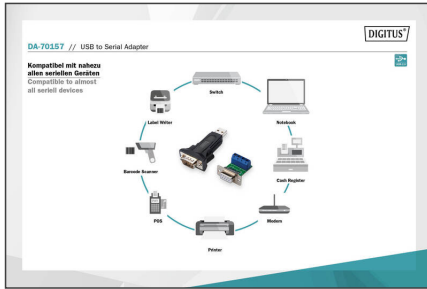 DIGITUS®
DA-70157 // USB to Serial Adapter
Kompatibel mit nahezu
allen seriellen Geräten
Compatible to almost
all seriell devices
Switch
Label Writer
Notebook
Barcode Scanner
Cash Register
POS
Modem
Printer